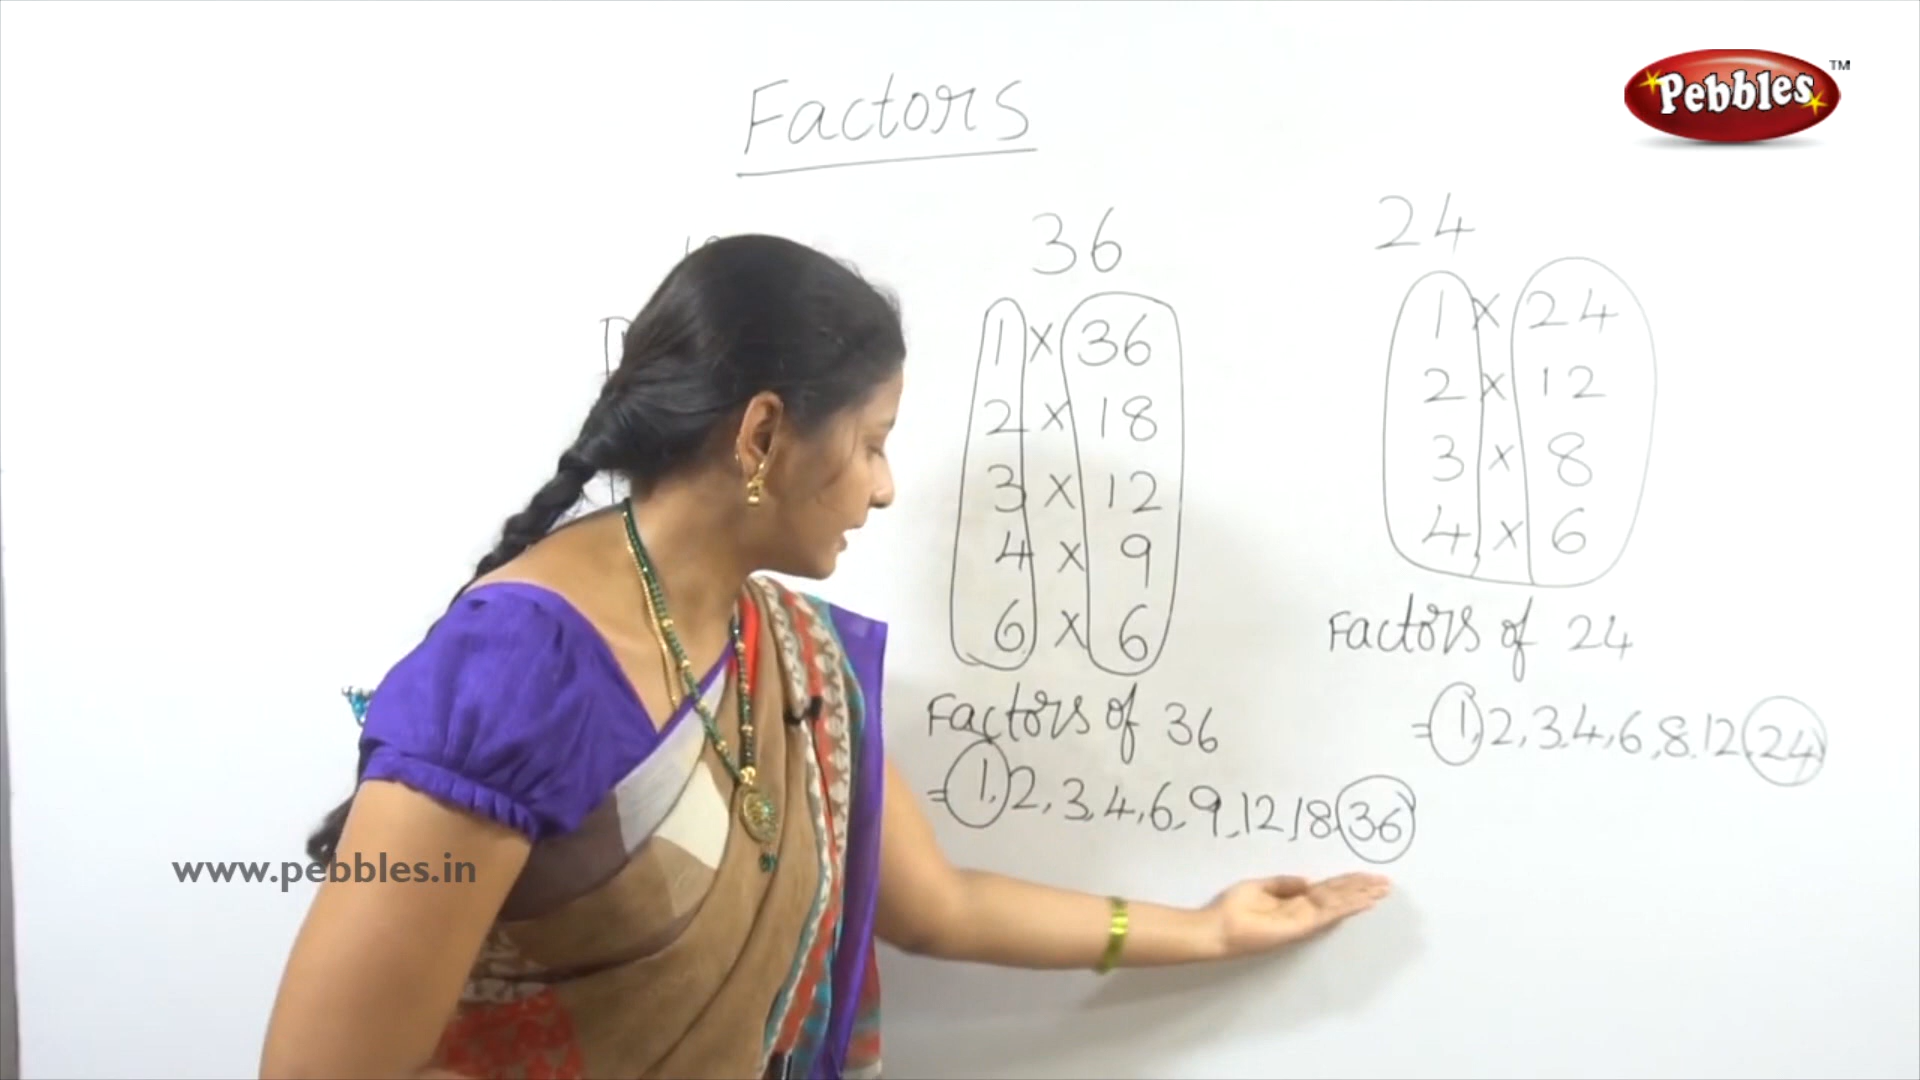 Factors
Pebbles TM
36
1 x 36
2 x 18
3 x 12
4 x 9
6 x 6
Factors of 36
= 1, 2, 3, 4, 6, 9, 12, 18, 36
24
1 x 24
2 x 12
3 x 8
4 x 6
Factors of 24
= 1, 2, 3, 4, 6, 8, 12, 24
www.pebbles.in